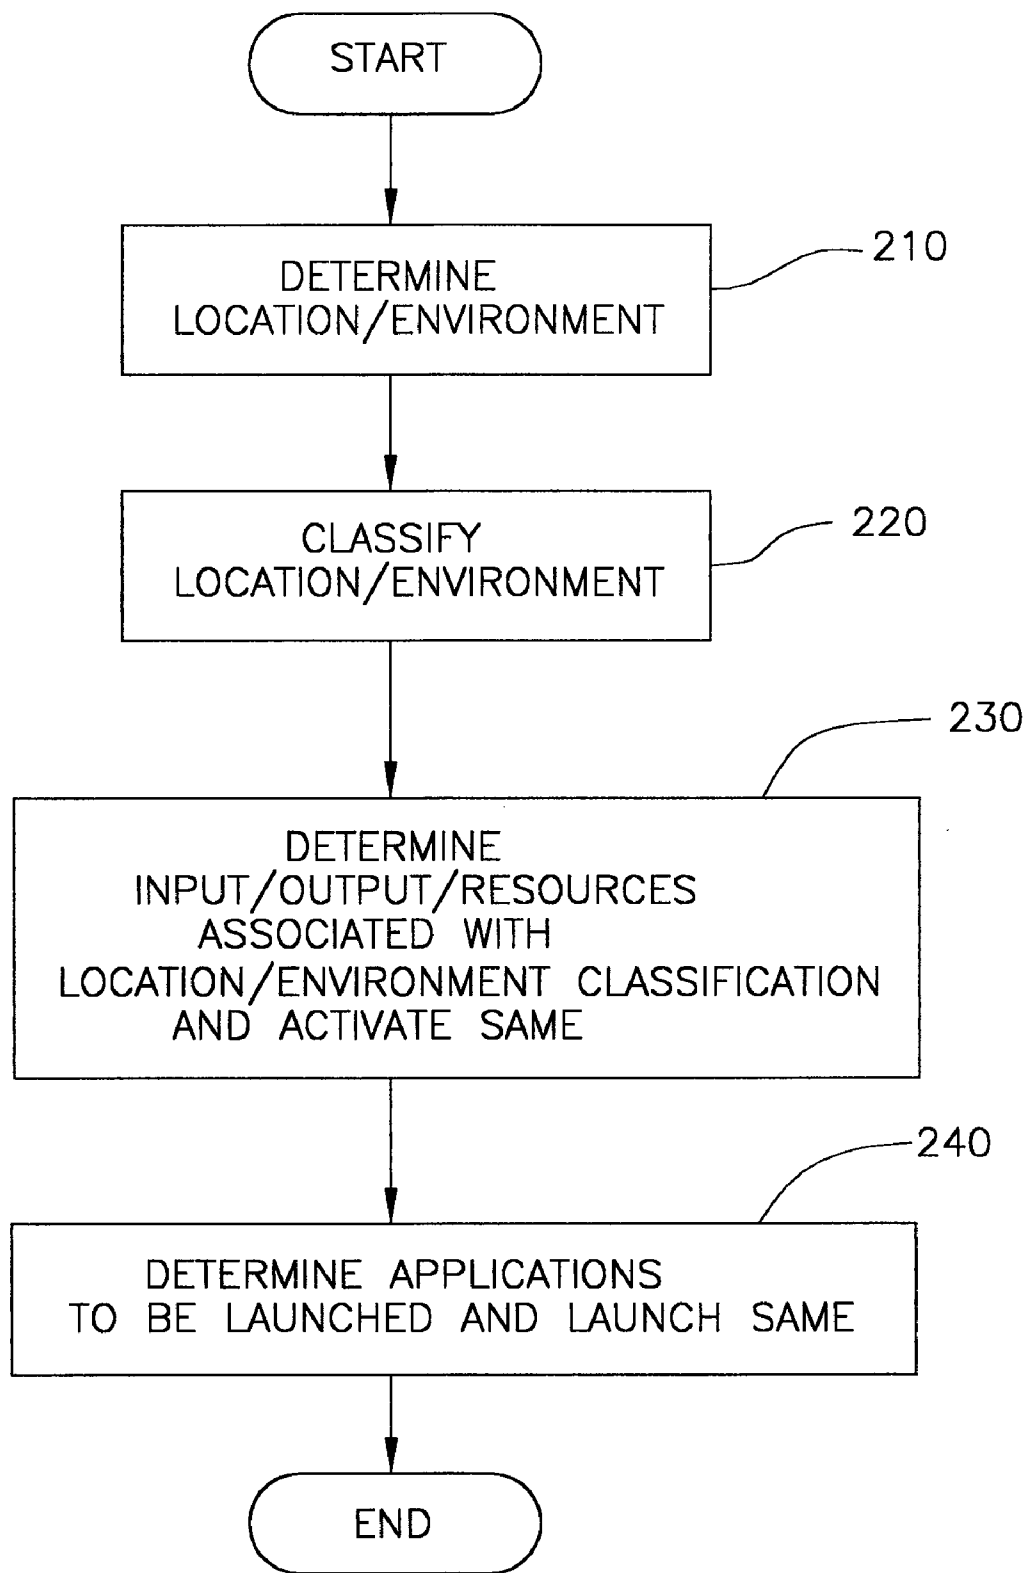 START
DETERMINE
LOCATION/ENVIRONMENT
210
CLASSIFY
LOCATION/ENVIRONMENT
220
230
DETERMINE
INPUT/OUTPUT/RESOURCES
ASSOCIATED WITH
LOCATION/ENVIRONMENT CLASSIFICATION
AND ACTIVATE SAME
240
DETERMINE APPLICATIONS
TO BE LAUNCHED AND LAUNCH SAME
END